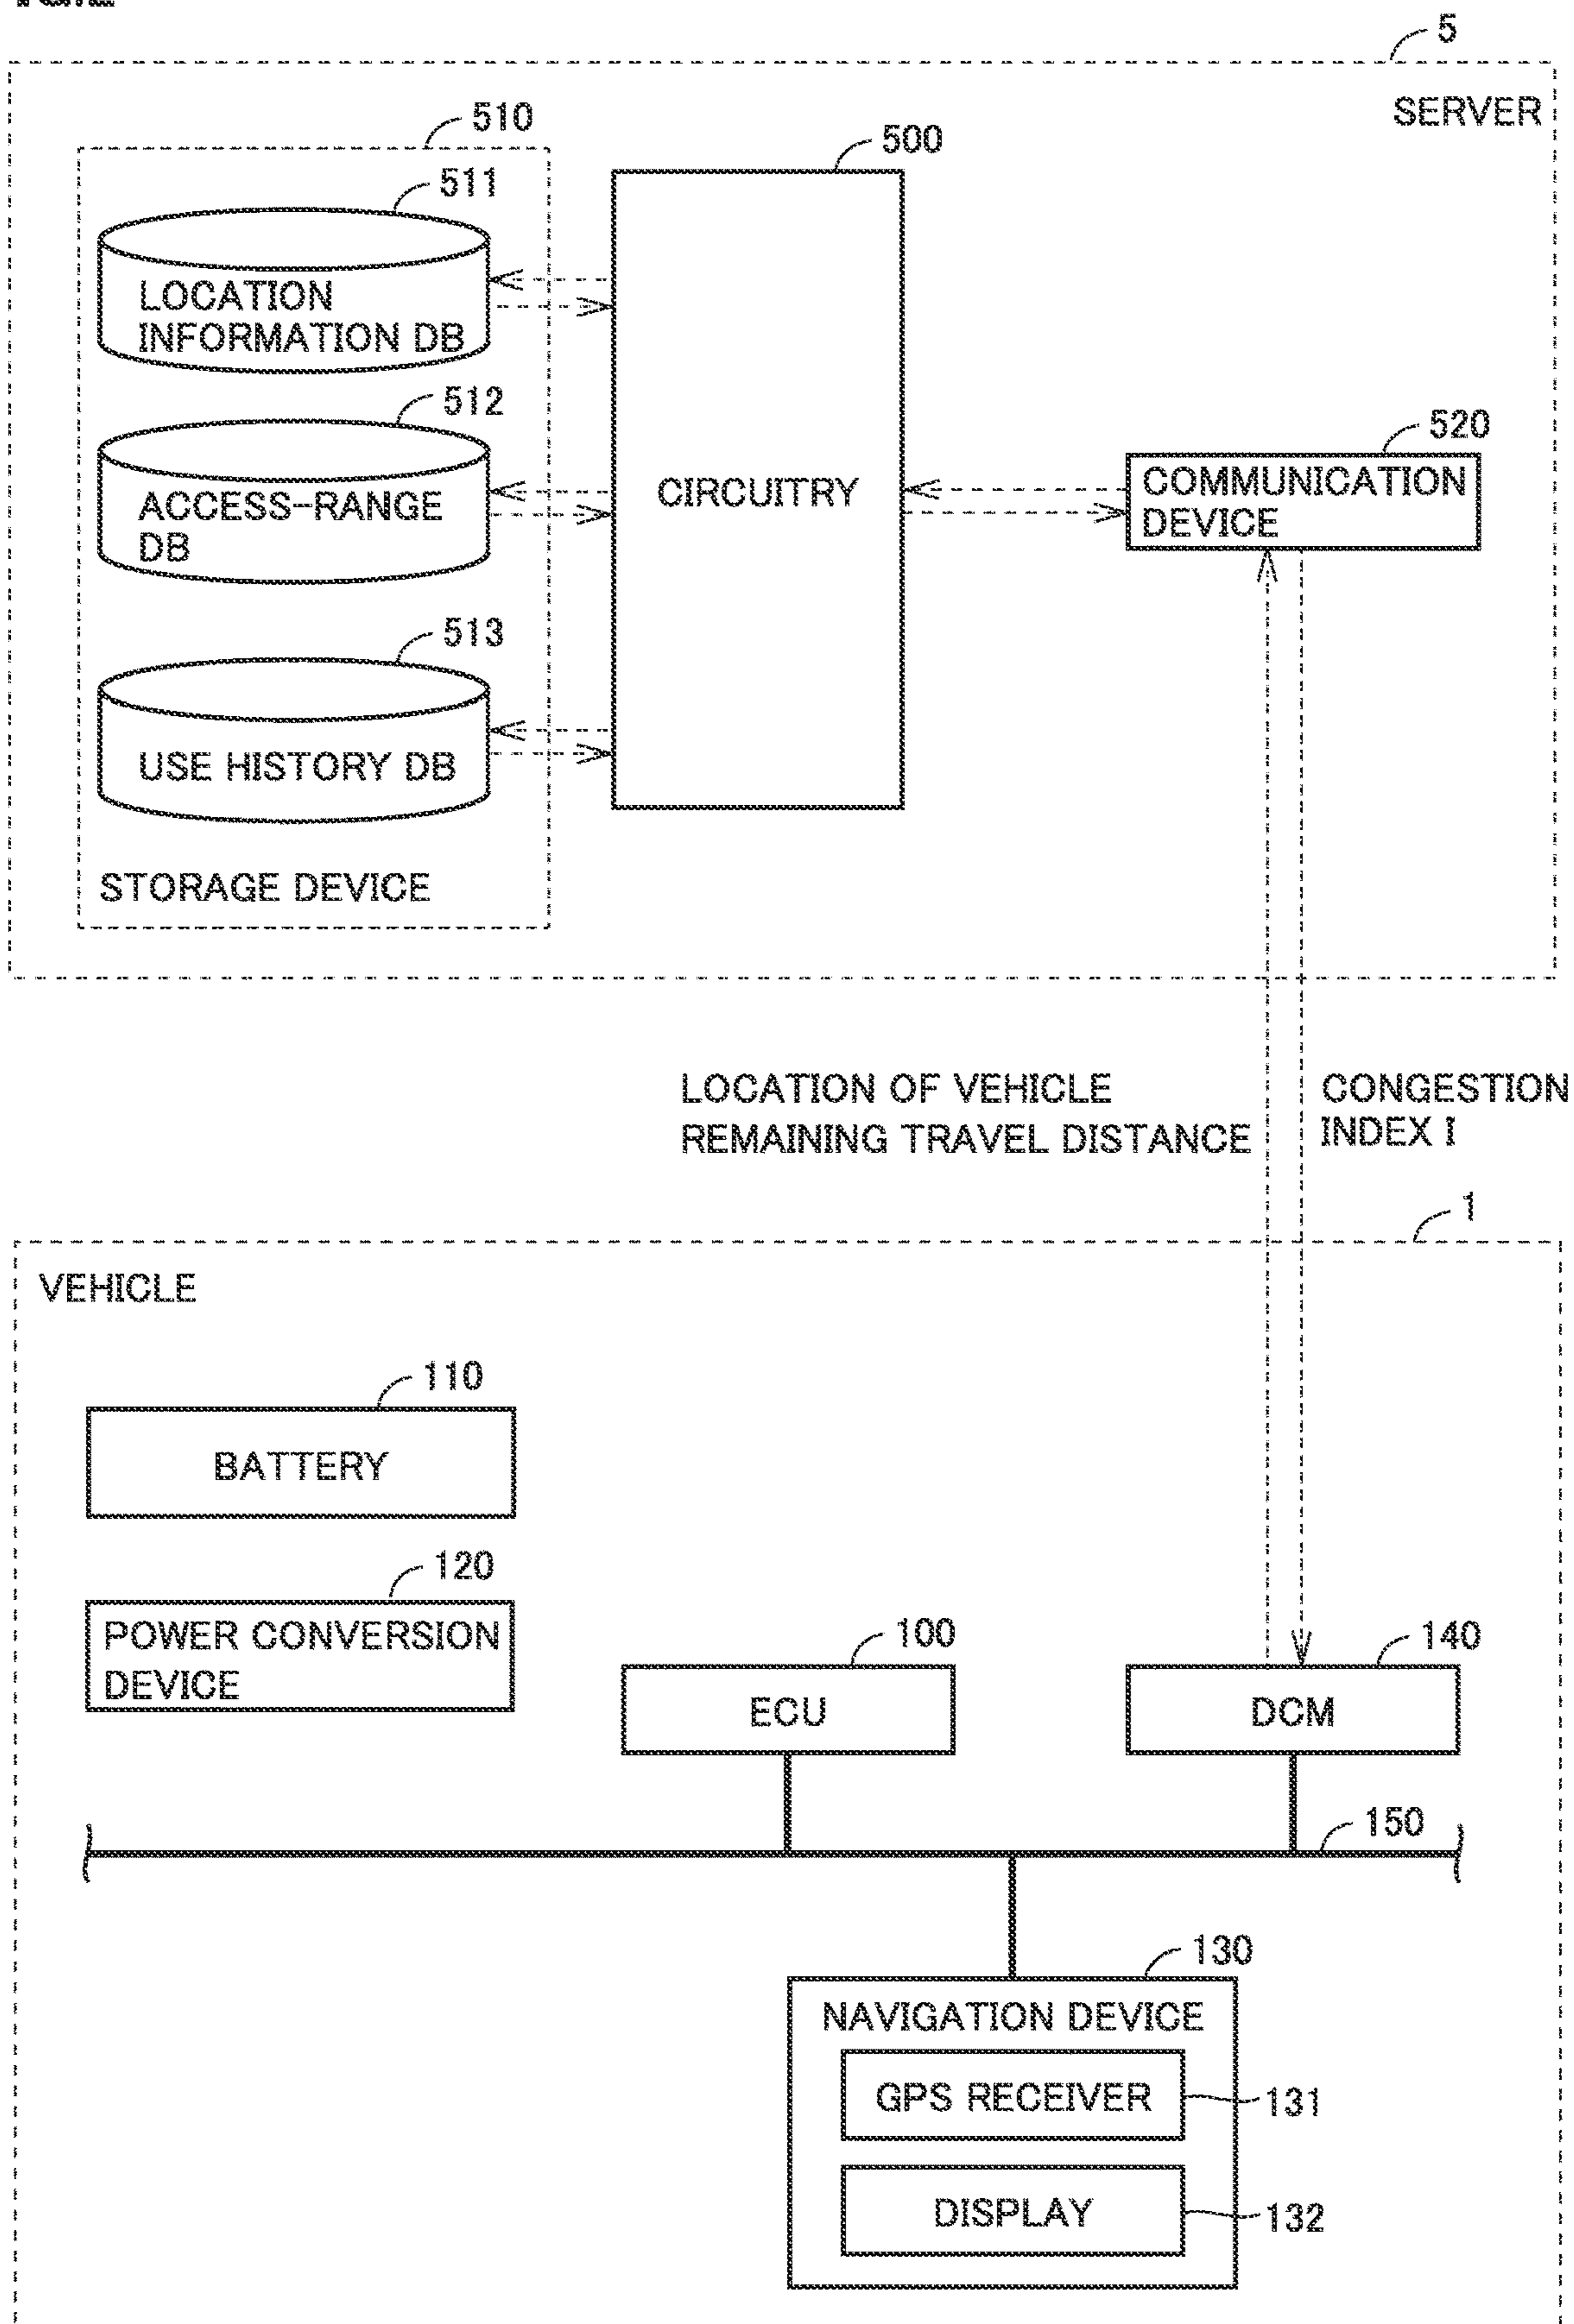 5
SERVER
510
500
511
LOCATION
INFORMATION DB
512
520
ACCESS-RANGE
DB
CIRCUITRY
COMMUNICATION
DEVICE
513
USE HISTORY DB
STORAGE DEVICE
LOCATION OF VEHICLE
REMAINING TRAVEL DISTANCE
CONGESTION
INDEX I
1
VEHICLE
110
BATTERY
120
POWER CONVERSION
DEVICE
100
ECU
140
DCM
150
130
NAVIGATION DEVICE
GPS RECEIVER
131
DISPLAY
132